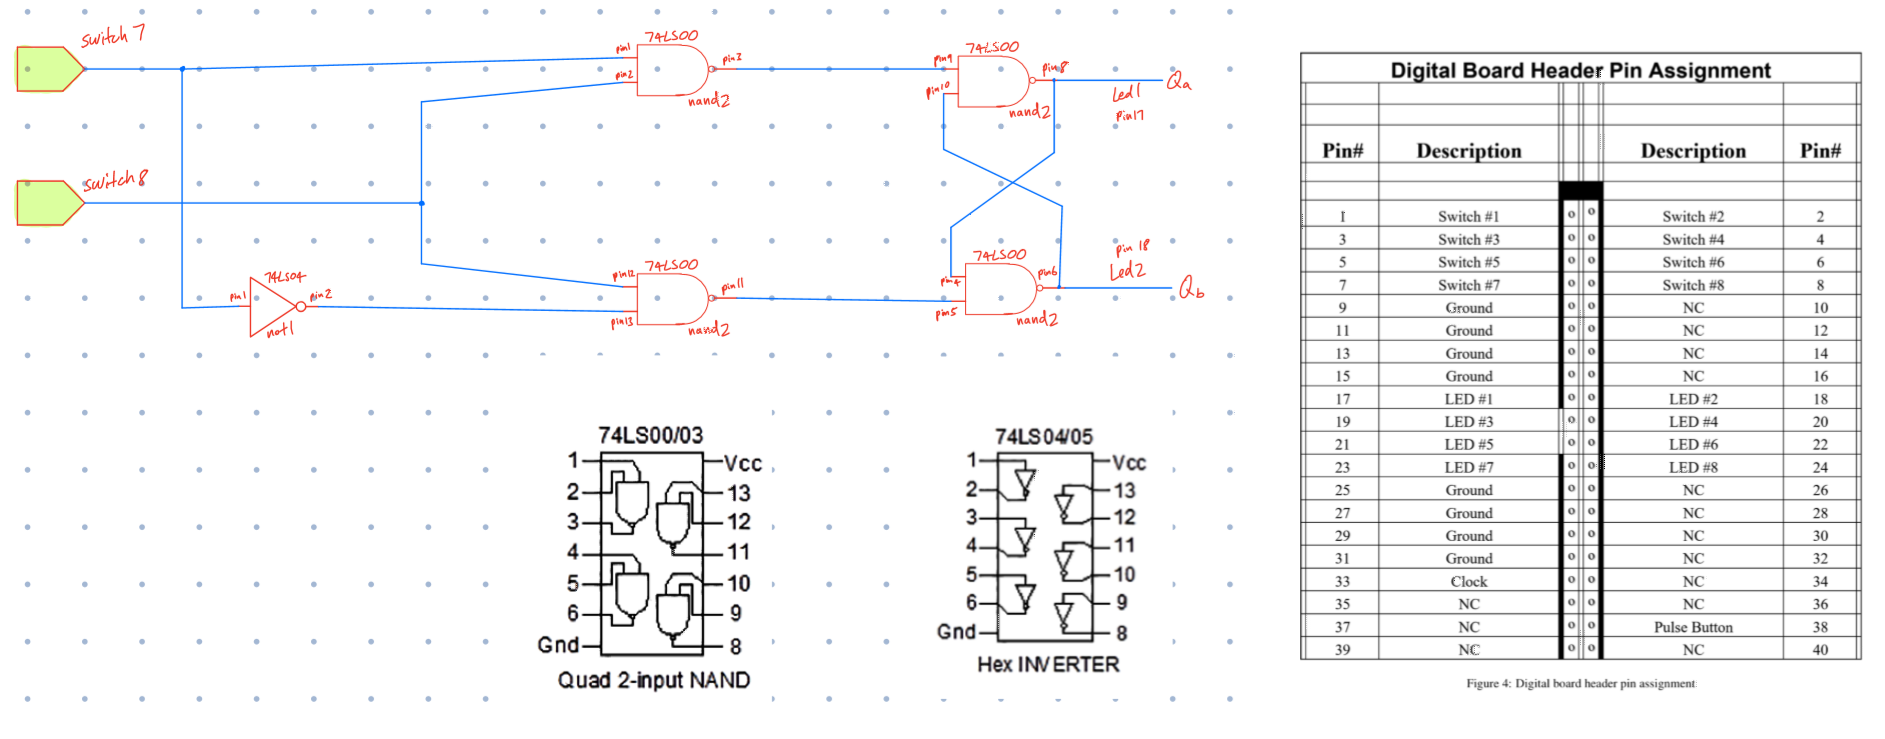 switch 7
74LS00
pin1
pin2
pin3
nand2
74LS00
pin9
pin10
pin8
nand2
Led1
pin17
Qa
switch 8
74LS04
pin1
pin2
not1
74LS00
pin12
pin13
pin11
nand2
74LS00
pin4
pin5
pin6
nand2
pin 18
Led2
Qb
74LS00/03
1
2
3
4
5
6
Gnd
Vcc
13
12
11
10
9
8
Quad 2-input NAND
74LS04/05
1
2
3
4
5
6
Gnd
Vcc
13
12
11
10
9
8
Hex INVERTER
Digital Board Header Pin Assignment
Pin# Description Description Pin#
1 Switch #1 o o Switch #2 2
3 Switch #3 o o Switch #4 4
5 Switch #5 o o Switch #6 6
7 Switch #7 o o Switch #8 8
9 Ground o o NC 10
11 Ground o o NC 12
13 Ground o o NC 14
15 Ground o o NC 16
17 LED #1 o o LED #2 18
19 LED #3 o o LED #4 20
21 LED #5 o o LED #6 22
23 LED #7 o o LED #8 24
25 Ground o o NC 26
27 Ground o o NC 28
29 Ground o o NC 30
31 Ground o o NC 32
33 Clock o o NC 34
35 NC o o NC 36
37 NC o o Pulse Button 38
39 NC o o NC 40
Figure 4: Digital board header pin assignment